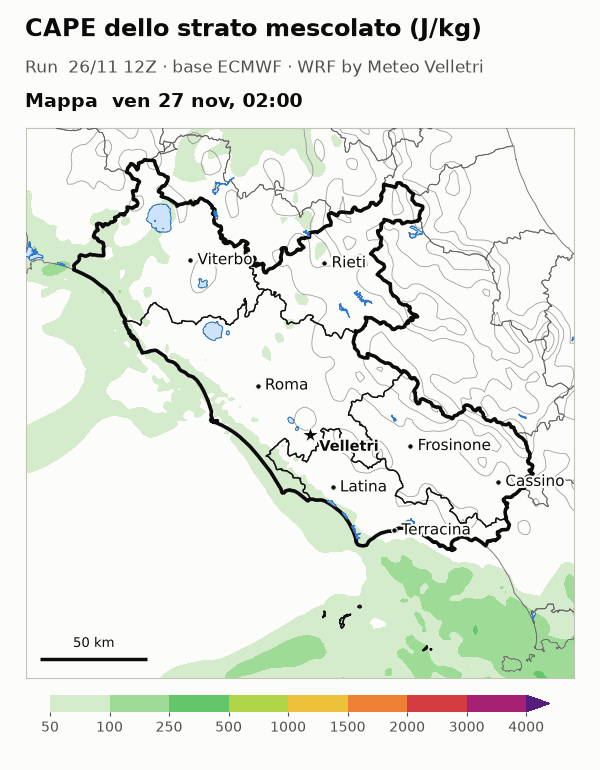 CAPE dello strato mescolato (J/kg)
Run  26/11 12Z · base ECMWF · WRF by Meteo Velletri
Mappa  ven 27 nov, 02:00
Viterbo
Rieti
Roma
Velletri
Frosinone
Cassino
Latina
Terracina
50 km
50 100 250 500 1000 1500 2000 3000 4000